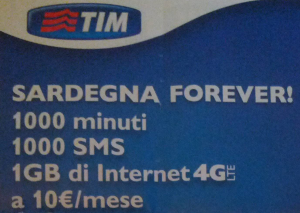 TIM
SARDEGNA FOREVER!
1000 minuti
1000 SMS
1GB di Internet 4G LTE
a 10€/mese